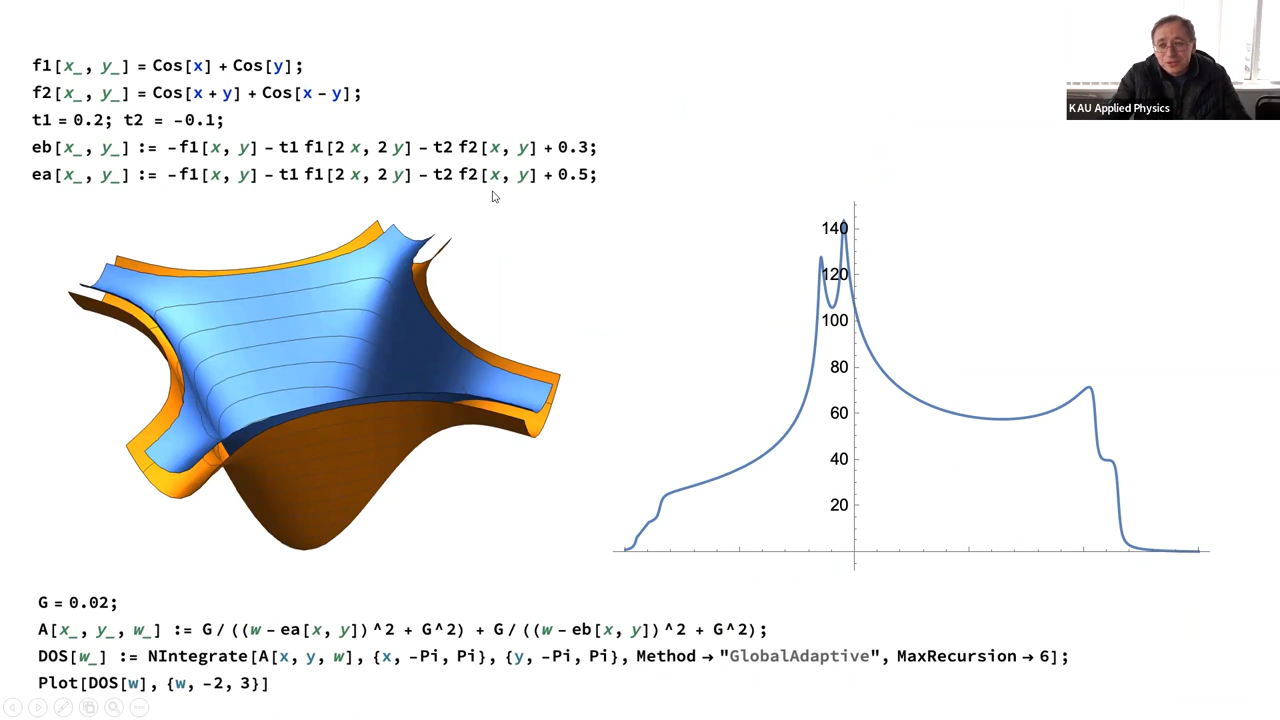 f1[x_, y_] = Cos[x] + Cos[y];
f2[x_, y_] = Cos[x + y] + Cos[x - y];
t1 = 0.2; t2 = -0.1;
eb[x_, y_] := -f1[x, y] - t1 f1[2 x, 2 y] - t2 f2[x, y] + 0.3;
ea[x_, y_] := -f1[x, y] - t1 f1[2 x, 2 y] - t2 f2[x, y] + 0.5;
KAU Applied Physics
140
120
100
80
60
40
20
G = 0.02;
A[x_, y_, w_] := G / ((w - ea[x, y])^2 + G^2) + G / ((w - eb[x, y])^2 + G^2);
DOS[w_] := NIntegrate[A[x, y, w], {x, -Pi, Pi}, {y, -Pi, Pi}, Method → "GlobalAdaptive", MaxRecursion → 6];
Plot[DOS[w], {w, -2, 3}]